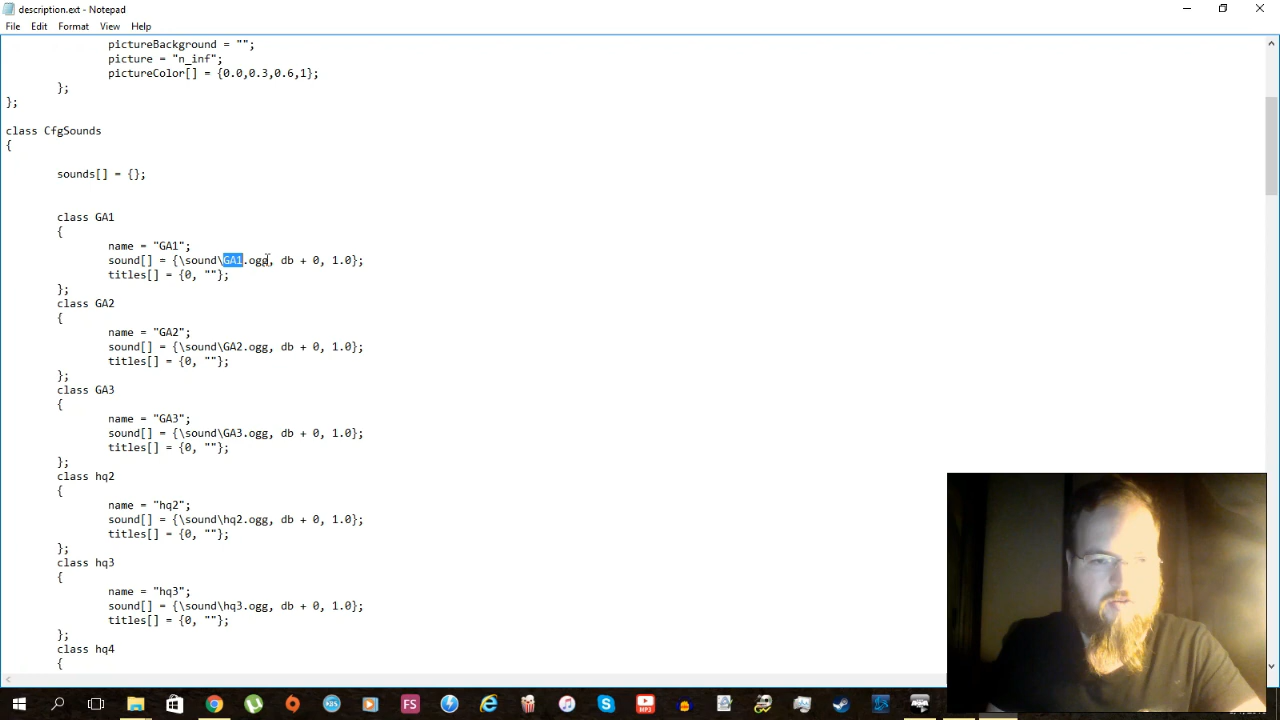 description.ext - Notepad
File Edit Format View Help
pictureBackground = "";
picture = "n_inf";
pictureColor[] = {0.0,0.3,0.6,1};
};
};
class CfgSounds
{
sounds[] = {};
class GA1
{
name = "GA1";
sound[] = {\sound\GA1.ogg, db + 0, 1.0};
titles[] = {0, ""};
};
class GA2
{
name = "GA2";
sound[] = {\sound\GA2.ogg, db + 0, 1.0};
titles[] = {0, ""};
};
class GA3
{
name = "GA3";
sound[] = {\sound\GA3.ogg, db + 0, 1.0};
titles[] = {0, ""};
};
class hq2
{
name = "hq2";
sound[] = {\sound\hq2.ogg, db + 0, 1.0};
titles[] = {0, ""};
};
class hq3
{
name = "hq3";
sound[] = {\sound\hq3.ogg, db + 0, 1.0};
titles[] = {0, ""};
};
class hq4
{
FS
MP3